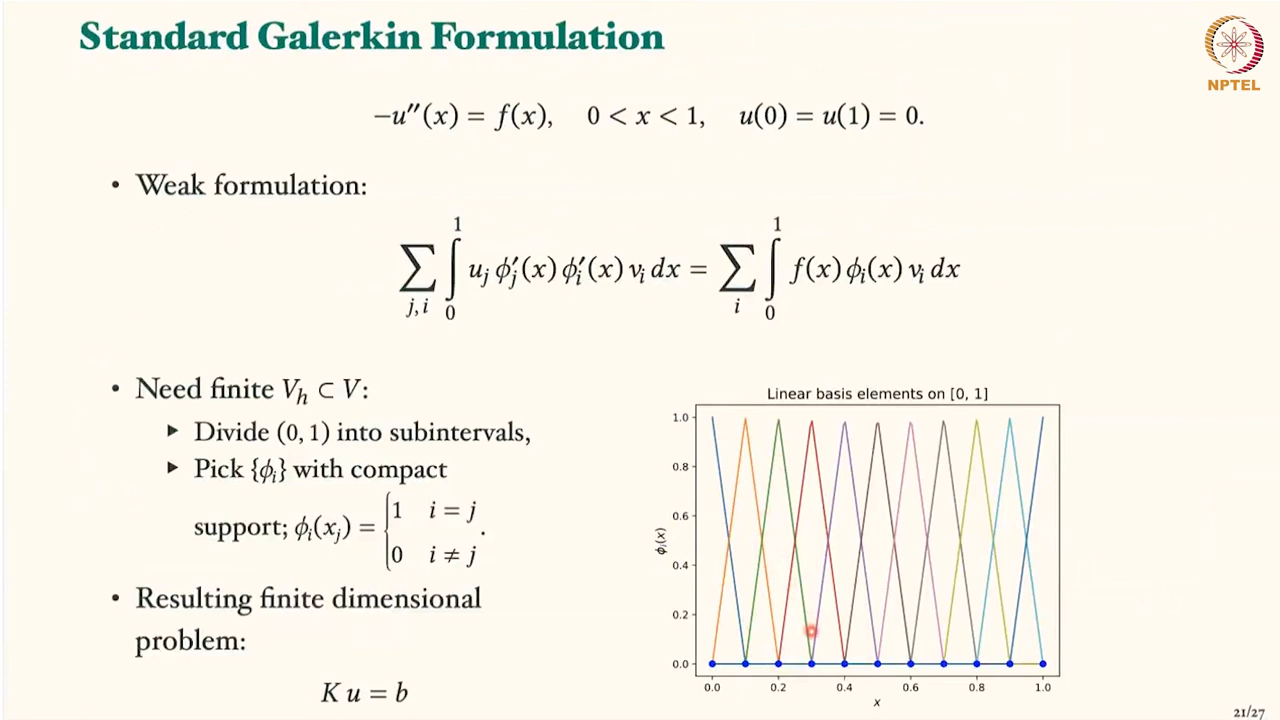 Standard Galerkin Formulation
NPTEL
−u″(x) = f(x), 0 < x < 1, u(0) = u(1) = 0.
• Weak formulation:
∑_{j,i} ∫_0^1 u_j ϕ′_j(x) ϕ′_i(x) v_i dx = ∑_i ∫_0^1 f(x) ϕ_i(x) v_i dx
• Need finite V_h ⊂ V:
▶ Divide (0, 1) into subintervals,
▶ Pick {ϕ_i} with compact
support; ϕ_i(x_j) = {1 i = j
0 i ≠ j.
• Resulting finite dimensional
problem:
K u = b
Linear basis elements on [0, 1]
1.0
0.8
0.6
0.4
0.2
0.0
ϕ_i(x)
0.0 0.2 0.4 0.6 0.8 1.0
x
21/27